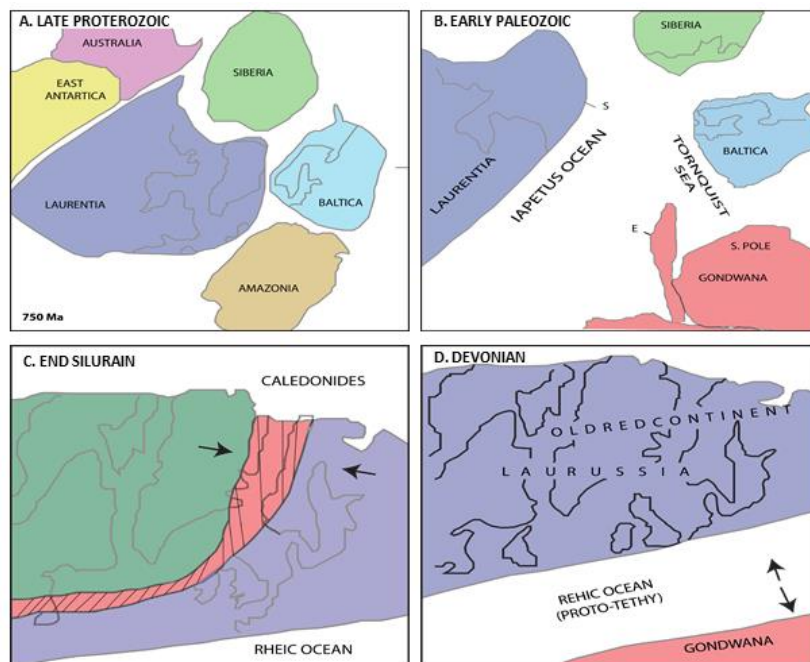 A. LATE PROTEROZOIC
AUSTRALIA
EAST
ANTARTICA
SIBERIA
LAURENTIA
BALTICA
AMAZONIA
750 Ma
B. EARLY PALEOZOIC
SIBERIA
S
LAURENTIA
IAPETUS OCEAN
TORNQUIST
SEA
BALTICA
E
S. POLE
GONDWANA
C. END SILURAIN
CALEDONIDES
RHEIC OCEAN
D. DEVONIAN
OLDREDCONTINENT
LAURUSSIA
REHIC OCEAN
(PROTO-TETHY)
GONDWANA